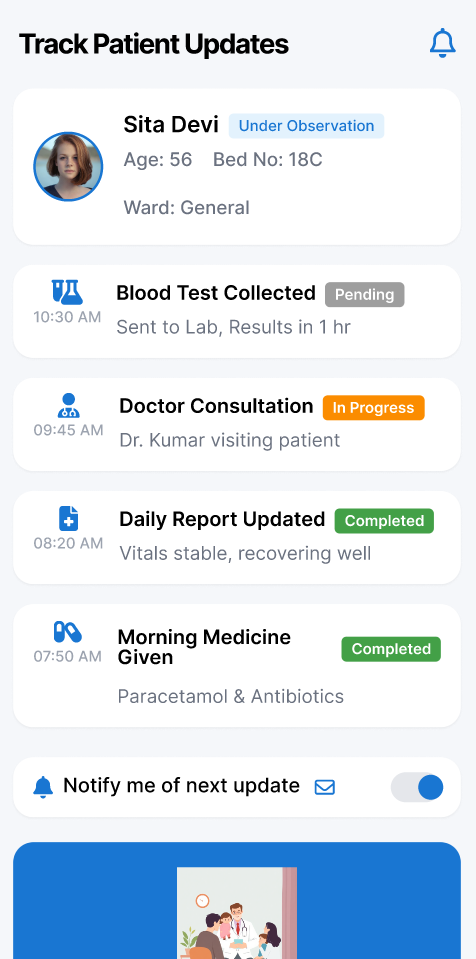 Track Patient Updates
Sita Devi Under Observation
Age: 56 Bed No: 18C
Ward: General
Blood Test Collected Pending
10:30 AM
Sent to Lab, Results in 1 hr
Doctor Consultation In Progress
09:45 AM
Dr. Kumar visiting patient
Daily Report Updated Completed
08:20 AM
Vitals stable, recovering well
Morning Medicine
Given
Completed
07:50 AM
Paracetamol & Antibiotics
Notify me of next update